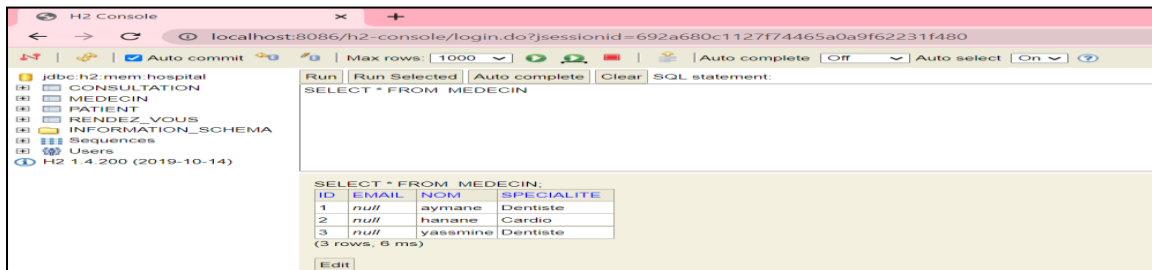 H2 Console
localhost:8086/h2-console/login.do?jsessionid=692a680c1127f74465a0a9f62231f480
Auto commit Max rows: 1000 Auto complete Off Auto select On
jdbc:h2:mem:hospital
CONSULTATION
MEDECIN
PATIENT
RENDEZ_VOUS
INFORMATION_SCHEMA
Sequences
Users
H2 1.4.200 (2019-10-14)
Run Run Selected Auto complete Clear SQL statement:
SELECT * FROM MEDECIN
SELECT * FROM MEDECIN;
ID EMAIL NOM SPECIALITE
1 null aymane Dentiste
2 null hanane Cardio
3 null yassmine Dentiste
(3 rows, 6 ms)
Edit